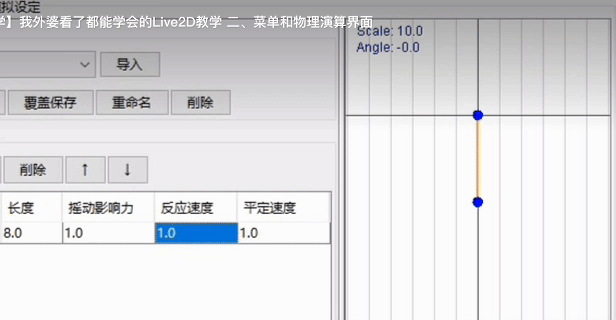 拟设定
学】我外婆看了都能学会的Live2D教学 二、菜单和物理演算界面
Scale: 10.0
Angle: -0.0
导入
覆盖保存 重命名 削除
削除 ↑ ↓
长度 摇动影响力 反应速度 平定速度
8.0 1.0 1.0 1.0